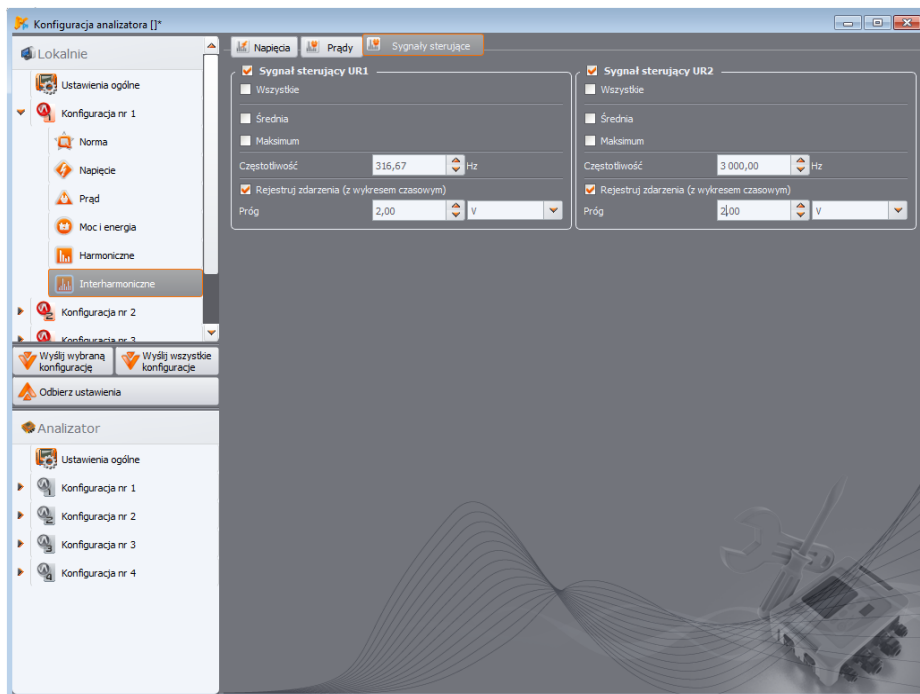 Konfiguracja analizatora []*
Lokalnie
Ustawienia ogólne
Konfiguracja nr 1
Norma
Napięcie
Prąd
Moc i energia
Harmoniczne
Interharmoniczne
Konfiguracja nr 2
Konfiguracja nr 3
Wyślij wybraną konfigurację
Wyślij wszystkie konfiguracje
Odbierz ustawienia
Analizator
Ustawienia ogólne
Konfiguracja nr 1
Konfiguracja nr 2
Konfiguracja nr 3
Konfiguracja nr 4
Napięcia Prądy Sygnały sterujące
Sygnał sterujący UR1
Wszystkie
Średnia
Maksimum
Częstotliwość 316,67 Hz
Rejestruj zdarzenia (z wykresem czasowym)
Próg 2,00 V
Sygnał sterujący UR2
Wszystkie
Średnia
Maksimum
Częstotliwość 3 000,00 Hz
Rejestruj zdarzenia (z wykresem czasowym)
Próg 2,00 V